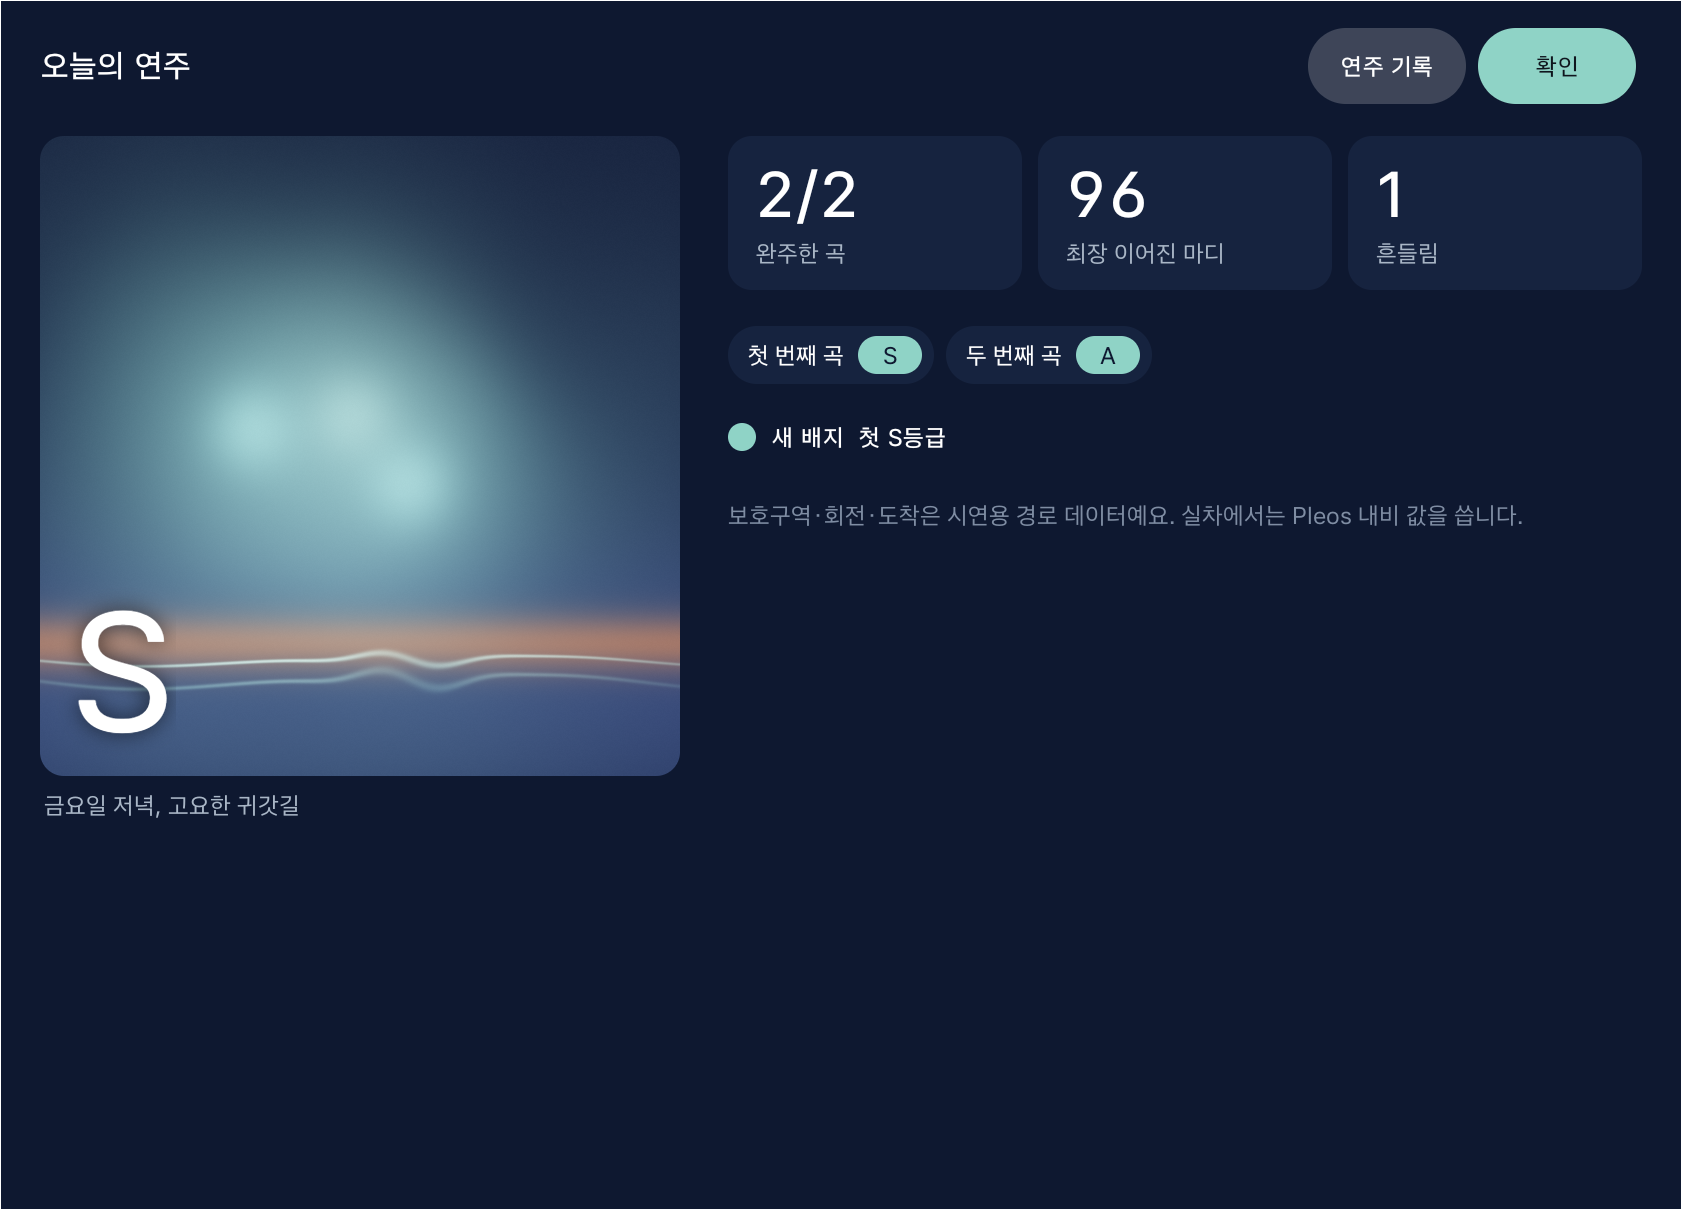 오늘의 연주
연주 기록
확인
2/2
완주한 곡
96
최장 이어진 마디
1
흔들림
첫 번째 곡 S
두 번째 곡 A
새 배지 첫 S등급
보호구역·회전·도착은 시연용 경로 데이터예요. 실차에서는 Pleos 내비 값을 씁니다.
S
금요일 저녁, 고요한 귀갓길